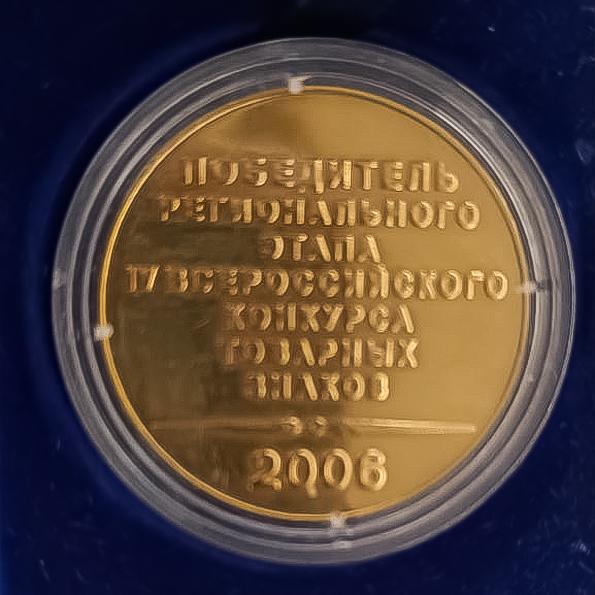 ПОБЕДИТЕЛЬ
РЕГИОНАЛЬНОГО
ЭТАПА
IV ВСЕРОССИЙСКОГО
КОНКУРСА
ТОВАРНЫХ
ЗНАКОВ
2006